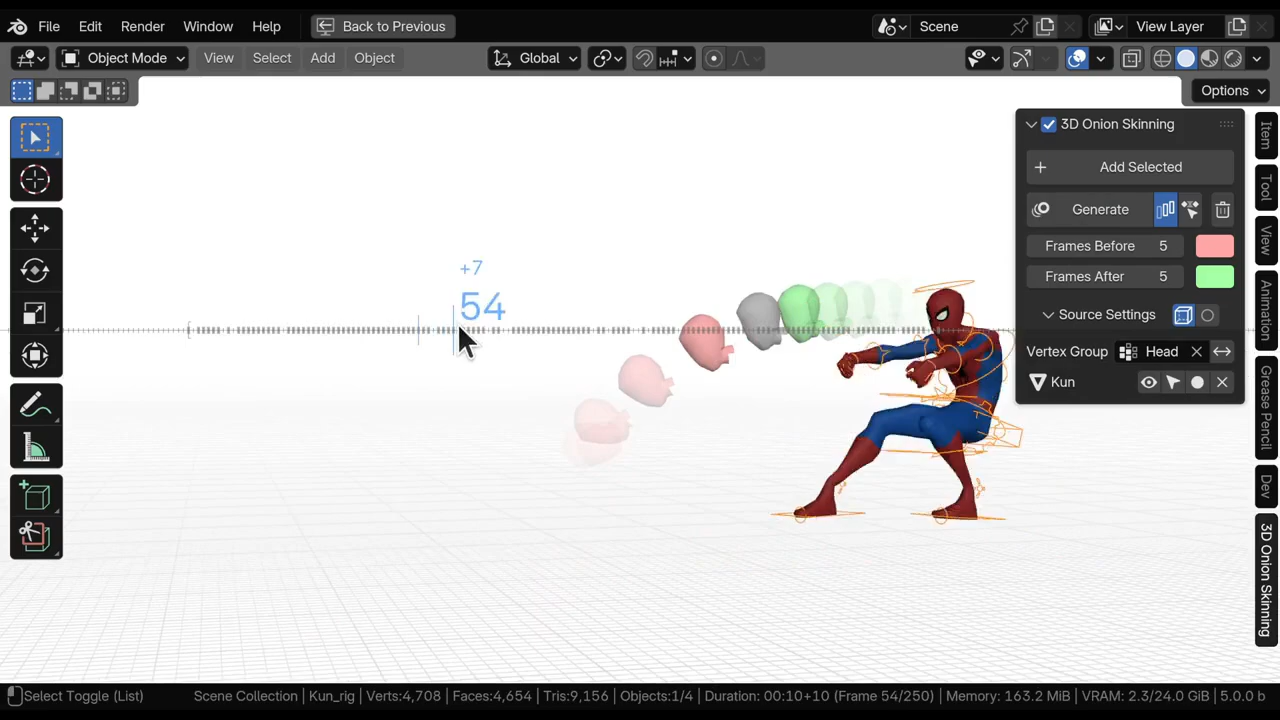 File Edit Render Window Help Back to Previous Scene View Layer
Object Mode View Select Add Object Global
Options
3D Onion Skinning
Add Selected
Generate
Frames Before 5
Frames After 5
Source Settings
Vertex Group Head
Kun
Item
Tool
View
Animation
Grease Pencil
Dev
3D Onion Skinning
+7
54
Select Toggle (List) Scene Collection | Kun_rig | Verts:4,708 | Faces:4,654 | Tris:9,156 | Objects:1/4 | Duration: 00:10+10 (Frame 54/250) | Memory: 163.2 MiB | VRAM: 2.3/24.0 GiB | 5.0.0 b